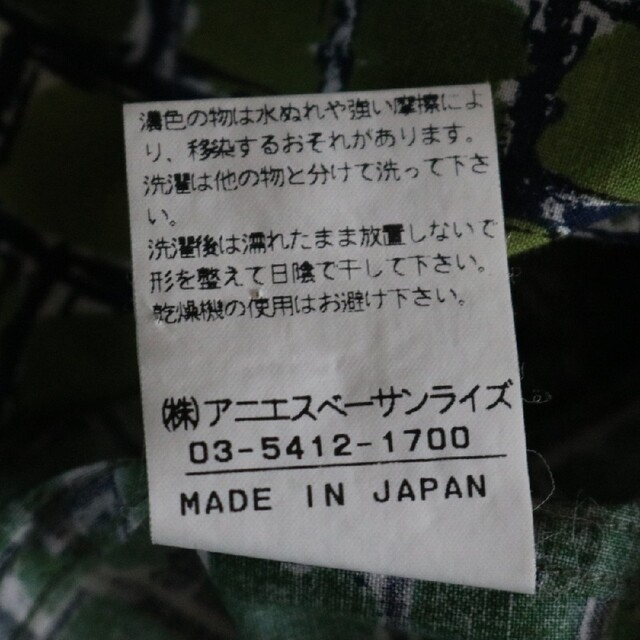 濃色の物は水ぬれや強い摩擦によ
り、移染するおそれがあります。
洗濯は他の物と分けて洗って下さ
い。
洗濯後は濡れたまま放置しないで
形を整えて日陰で干して下さい。
乾燥機の使用はお避け下さい。
(株)アニエスベーサンライズ
03-5412-1700
MADE IN JAPAN